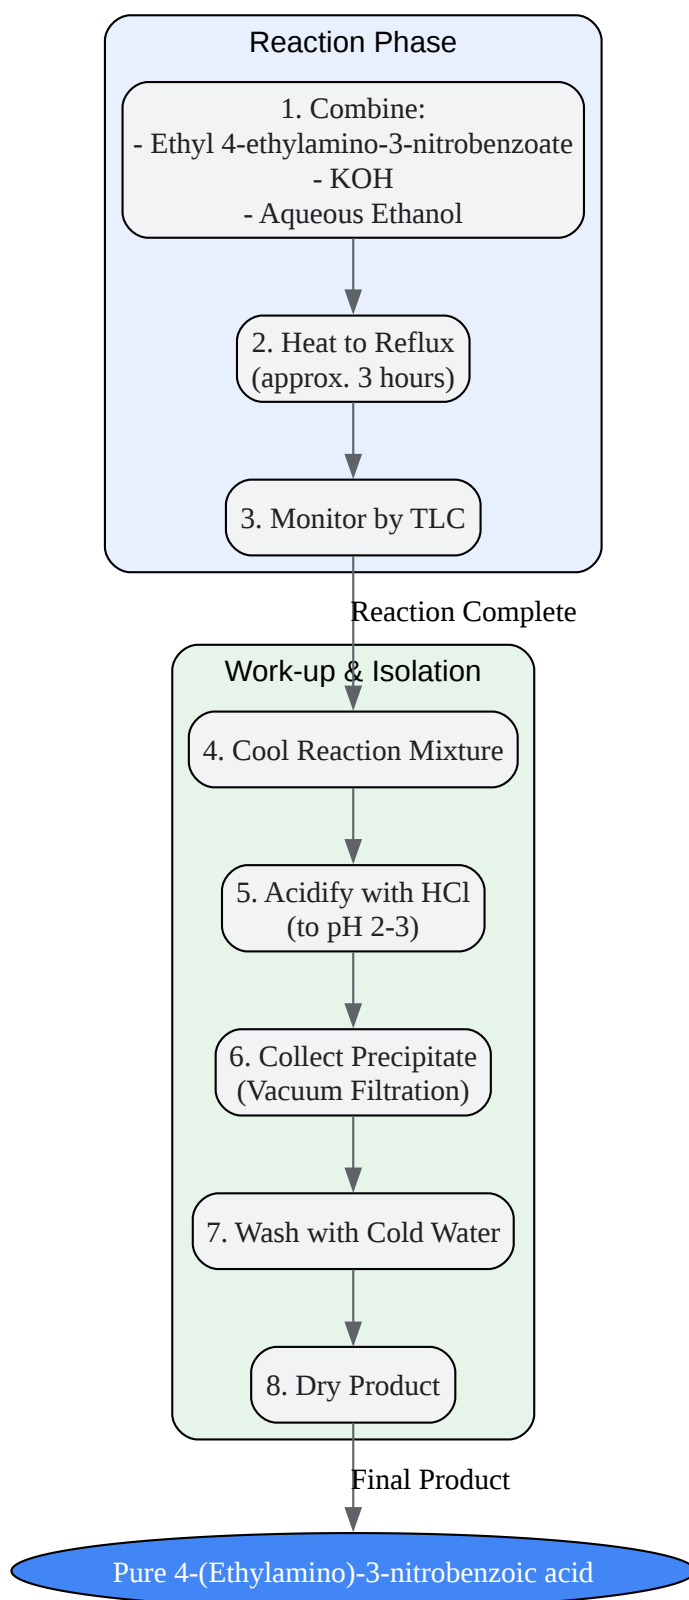 Reaction Phase
1. Combine:
- Ethyl 4-ethylamino-3-nitrobenzoate
- KOH
- Aqueous Ethanol
2. Heat to Reflux
(approx. 3 hours)
3. Monitor by TLC
Reaction Complete
Work-up & Isolation
4. Cool Reaction Mixture
5. Acidify with HCl
(to pH 2-3)
6. Collect Precipitate
(Vacuum Filtration)
7. Wash with Cold Water
8. Dry Product
Final Product
Pure 4-(Ethylamino)-3-nitrobenzoic acid